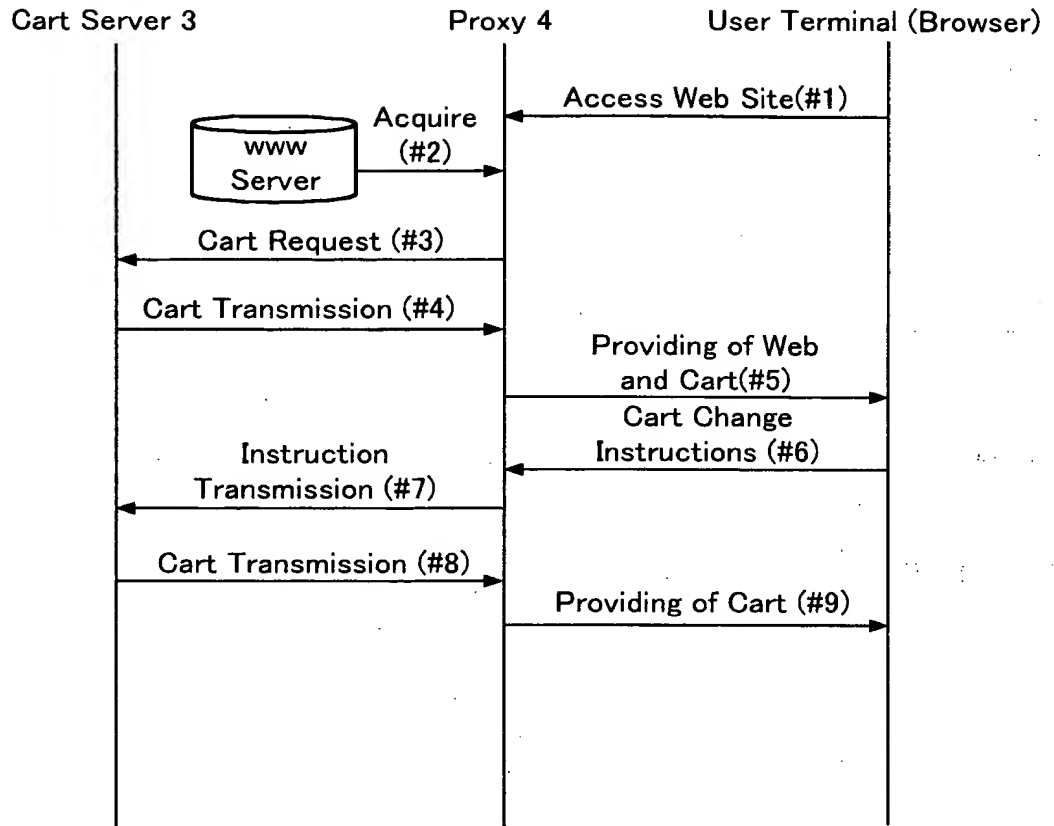 Cart Server 3
Proxy 4
User Terminal (Browser)
Access Web Site(#1)
Acquire
(#2)
www
Server
Cart Request (#3)
Cart Transmission (#4)
Providing of Web
and Cart(#5)
Cart Change
Instructions (#6)
Instruction
Transmission (#7)
Cart Transmission (#8)
Providing of Cart (#9)